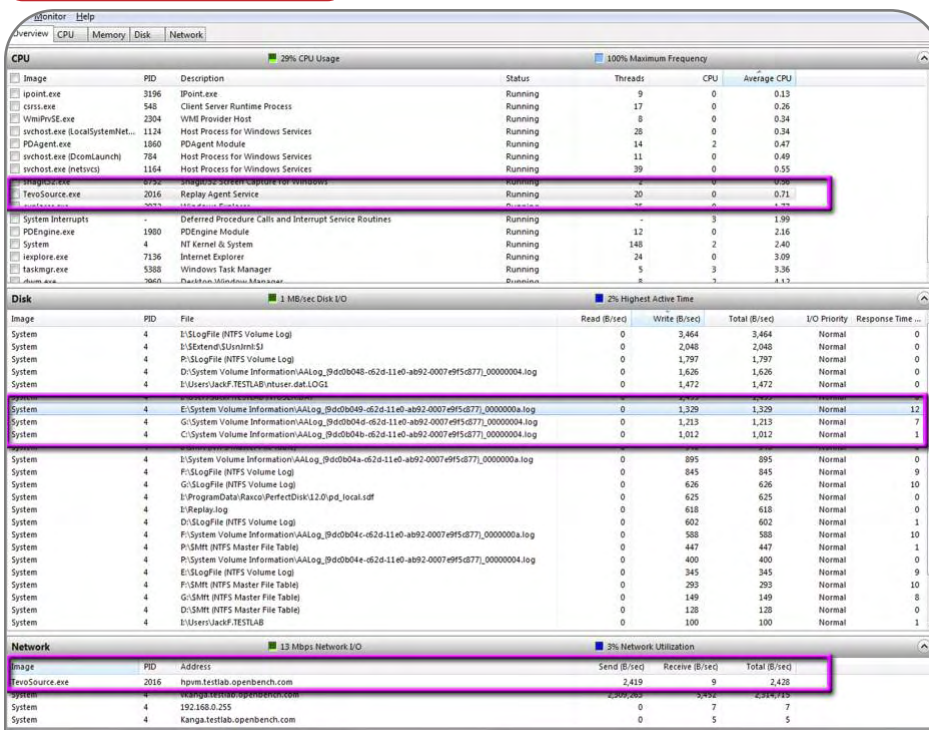 Monitor Help
Overview CPU Memory Disk Network
CPU 29% CPU Usage 100% Maximum Frequency
Image PID Description Status Threads CPU Average CPU
ipoint.exe 3196 IPoint.exe Running 9 0 0.13
csrss.exe 548 Client Server Runtime Process Running 17 0 0.26
WmiPrvSE.exe 2304 WMI Provider Host Running 8 0 0.34
svchost.exe (LocalSystemNet... 1124 Host Process for Windows Services Running 28 0 0.34
PDAgent.exe 1860 PDAgent Module Running 14 2 0.47
svchost.exe (DcomLaunch) 784 Host Process for Windows Services Running 11 0 0.49
svchost.exe (netsvcs) 1164 Host Process for Windows Services Running 39 0 0.55
TevoSource.exe 2016 Replay Agent Service Running 20 0 0.71
System Interrupts - Deferred Procedure Calls and Interrupt Service Routines Running - 3 1.99
PDEngine.exe 1980 PDEngine Module Running 12 0 2.16
System 4 NT Kernel & System Running 148 2 2.40
iexplore.exe 7136 Internet Explorer Running 24 0 3.09
taskmgr.exe 5388 Windows Task Manager Running 5 3 3.36
dwm.exe 2960 Desktop Window Manager Running
Disk 1 MB/sec Disk I/O 2% Highest Active Time
Image PID File Read (B/sec) Write (B/sec) Total (B/sec) I/O Priority Response Time ...
System 4 I:\$LogFile (NTFS Volume Log) 0 3,464 3,464 Normal 0
System 4 I:\$Extend\$UsnJrnl:$J 0 2,048 2,048 Normal 0
System 4 P:\$LogFile (NTFS Volume Log) 0 1,797 1,797 Normal 0
System 4 D:\System Volume Information\AALog_{9dc0b048-c62d-11e0-ab92-0007e9f5c877}_00000004.log 0 1,626 1,626 Normal 0
System 4 I:\Users\JackF.TESTLAB\ntuser.dat.LOG1 0 1,472 1,472 Normal 0
System 4 E:\System Volume Information\AALog_{9dc0b049-c62d-11e0-ab92-0007e9f5c877}_0000000a.log 0 1,329 1,329 Normal 12
System 4 G:\System Volume Information\AALog_{9dc0b04d-c62d-11e0-ab92-0007e9f5c877}_00000004.log 0 1,213 1,213 Normal 7
System 4 C:\System Volume Information\AALog_{9dc0b04b-c62d-11e0-ab92-0007e9f5c877}_00000004.log 0 1,012 1,012 Normal 1
System 4 I:\System Volume Information\AALog_{9dc0b04a-c62d-11e0-ab92-0007e9f5c877}_0000000a.log 0 895 895 Normal 0
System 4 F:\$LogFile (NTFS Volume Log) 0 845 845 Normal 9
System 4 G:\$LogFile (NTFS Volume Log) 0 626 626 Normal 10
System 4 I:\ProgramData\Raxco\PerfectDisk\12.0\pd_local.sdf 0 625 625 Normal 0
System 4 I:\Replay.log 0 618 618 Normal 0
System 4 D:\$LogFile (NTFS Volume Log) 0 602 602 Normal 1
System 4 F:\System Volume Information\AALog_{9dc0b04c-c62d-11e0-ab92-0007e9f5c877}_0000000a.log 0 588 588 Normal 10
System 4 P:\$Mft (NTFS Master File Table) 0 447 447 Normal 1
System 4 P:\System Volume Information\AALog_{9dc0b04e-c62d-11e0-ab92-0007e9f5c877}_00000004.log 0 400 400 Normal 0
System 4 E:\$LogFile (NTFS Volume Log) 0 345 345 Normal 9
System 4 F:\$Mft (NTFS Master File Table) 0 293 293 Normal 10
System 4 G:\$Mft (NTFS Master File Table) 0 149 149 Normal 8
System 4 D:\$Mft (NTFS Master File Table) 0 128 128 Normal 0
System 4 I:\Users\JackF.TESTLAB 0 100 100 Normal 1
Network 13 Mbps Network I/O 3% Network Utilization
Image PID Address Send (B/sec) Receive (B/sec) Total (B/sec)
TevoSource.exe 2016 hpvm.testlab.openbench.com 2,419 9 2,428
System 4
System 4 192.168.0.255 0 7 7
System 4 Kanga.testlab.openbench.com 0 5 5